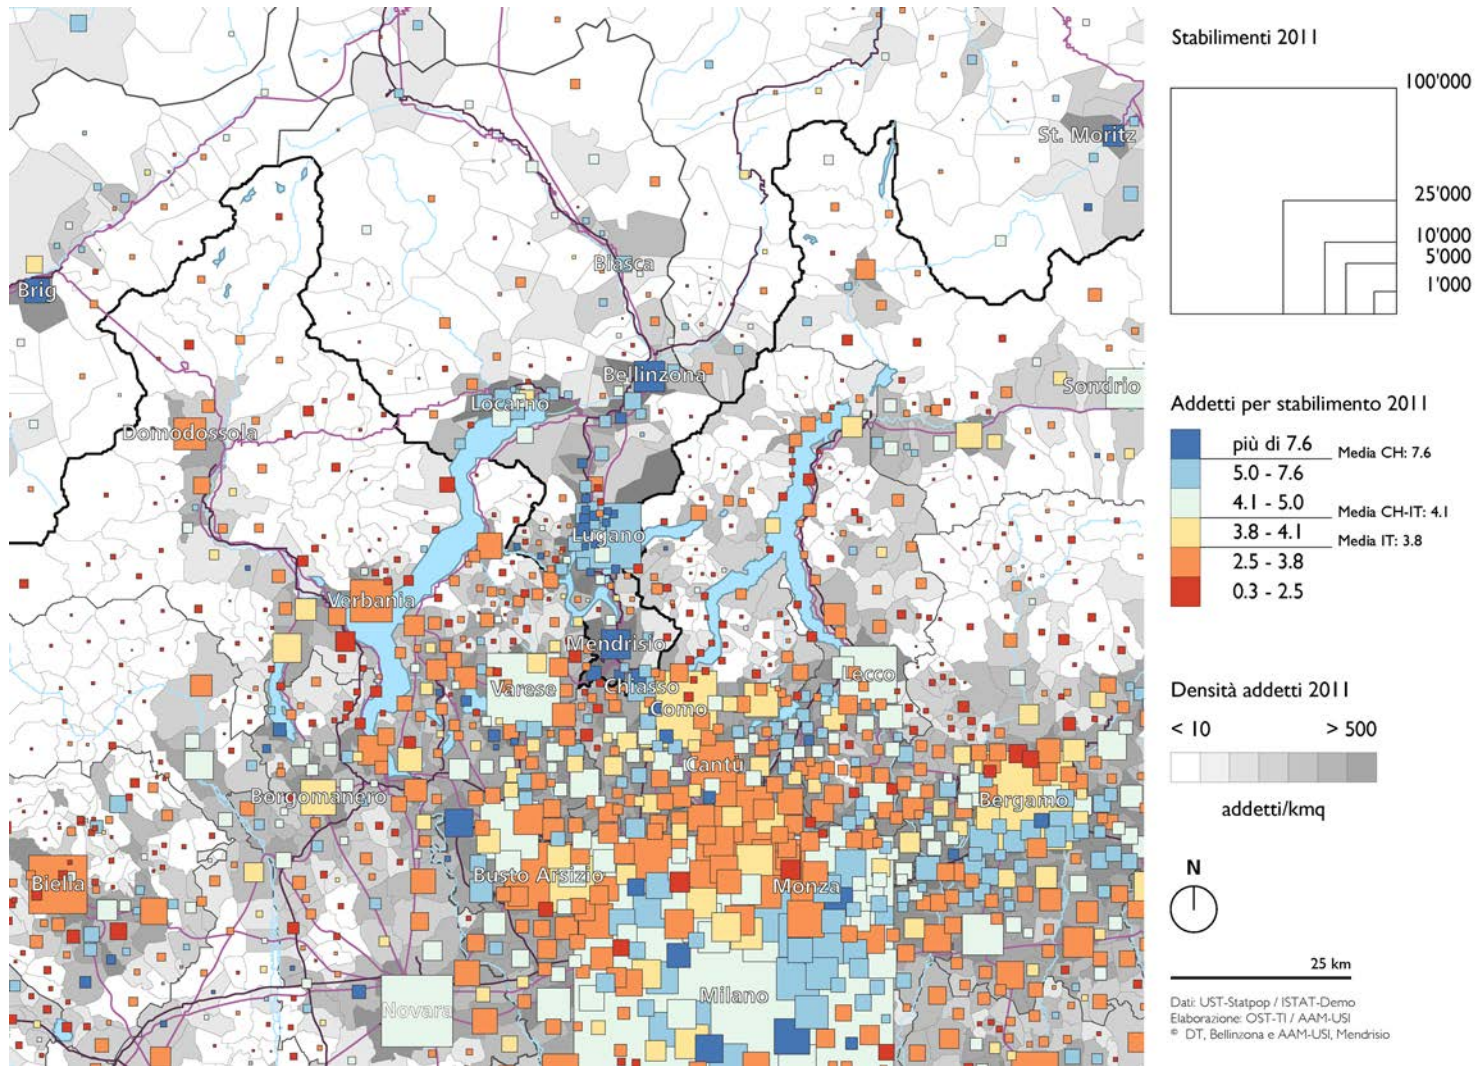 St. Moritz
Biasca
Brig
Bellinzona
Sondrio
Locarno
Domodossola
Lugano
Verbania
Mendrisio
Lecco
Varese
Chiasso
Como
Cantù
Borgomanero
Bergamo
Busto Arsizio
Biella
Monza
Milano
Novara
Stabilimenti 2011
100'000
25'000
10'000
5'000
1'000
Addetti per stabilimento 2011
più di 7.6
Media CH: 7.6
5.0 - 7.6
4.1 - 5.0
Media CH-IT: 4.1
3.8 - 4.1
Media IT: 3.8
2.5 - 3.8
0.3 - 2.5
Densità addetti 2011
< 10 > 500
addetti/kmq
N
25 km
Dati: UST-Statpop / ISTAT-Demo
Elaborazione: OST-TI / AAM-USI
© DT, Bellinzona e AAM-USI, Mendrisio